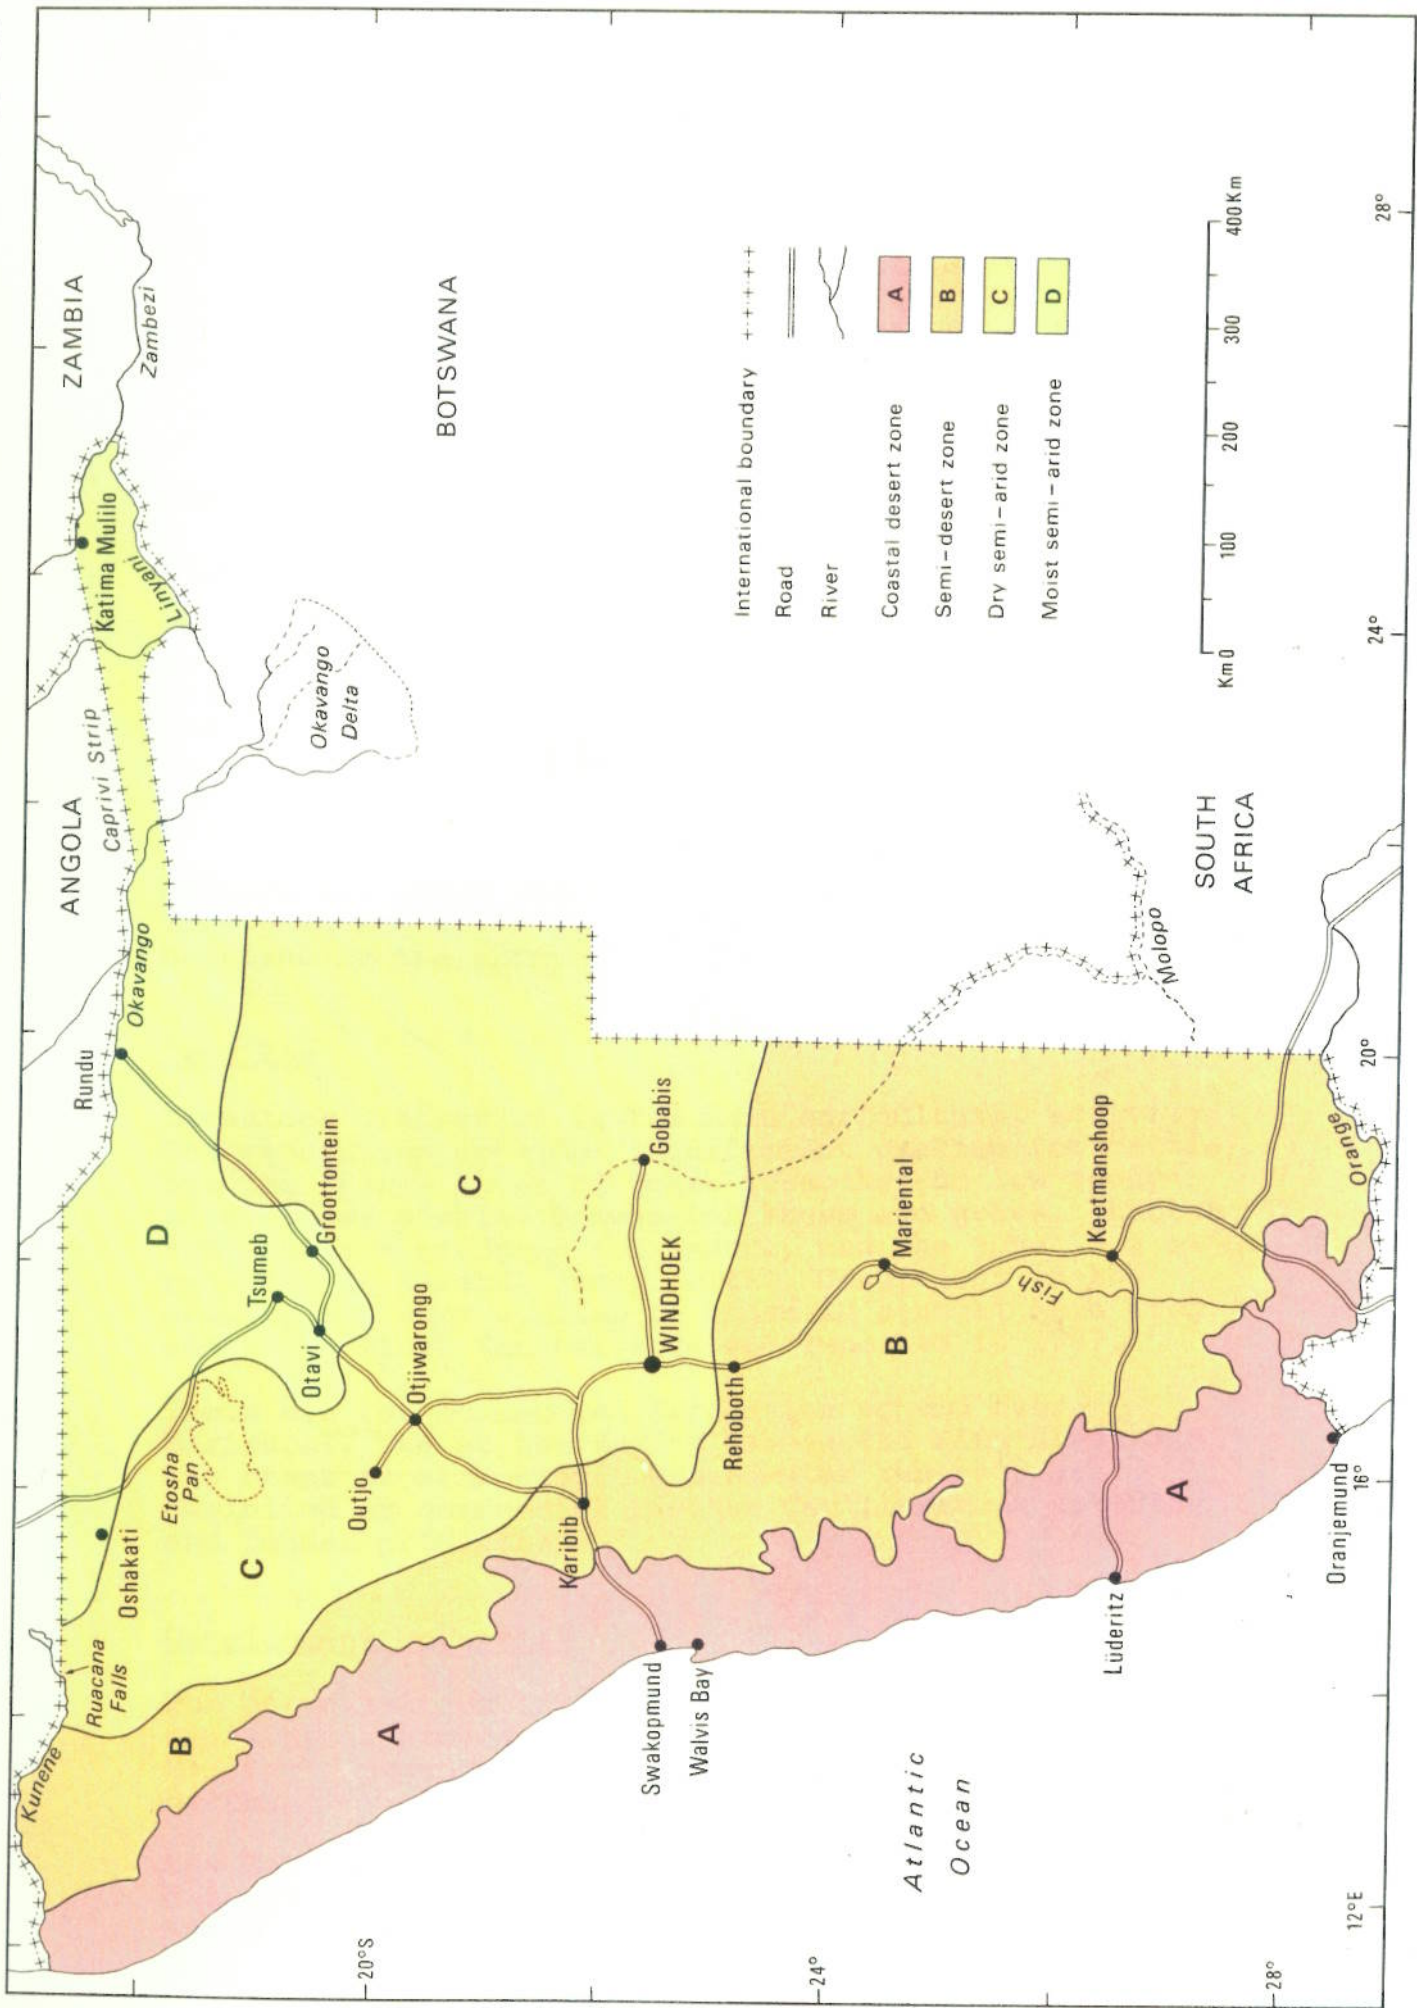 ZAMBIA
ANGOLA
Zambezi
Katima Mulilo
Linyani
Caprivi Strip
BOTSWANA
Okavango
Delta
Okavango
Rundu
Kunene
Ruacana
Falls
Oshakati
Etosha
Pan
Tsumeb
Grootfontein
Otavi
Outjo
Otjiwarongo
D
C
C
B
A
Karibib
WINDHOEK
Gobabis
Swakopmund
Walvis Bay
Rehoboth
Mariental
B
Fish
Keetmanshoop
Lüderitz
A
Oranjemund
Orange
Molopo
SOUTH
AFRICA
Atlantic
Ocean
International boundary
Road
River
Coastal desert zone A
Semi-desert zone B
Dry semi-arid zone C
Moist semi-arid zone D
Km 0 100 200 300 400Km
20°S
24°
28°
12°E
16°
20°
24°
28°